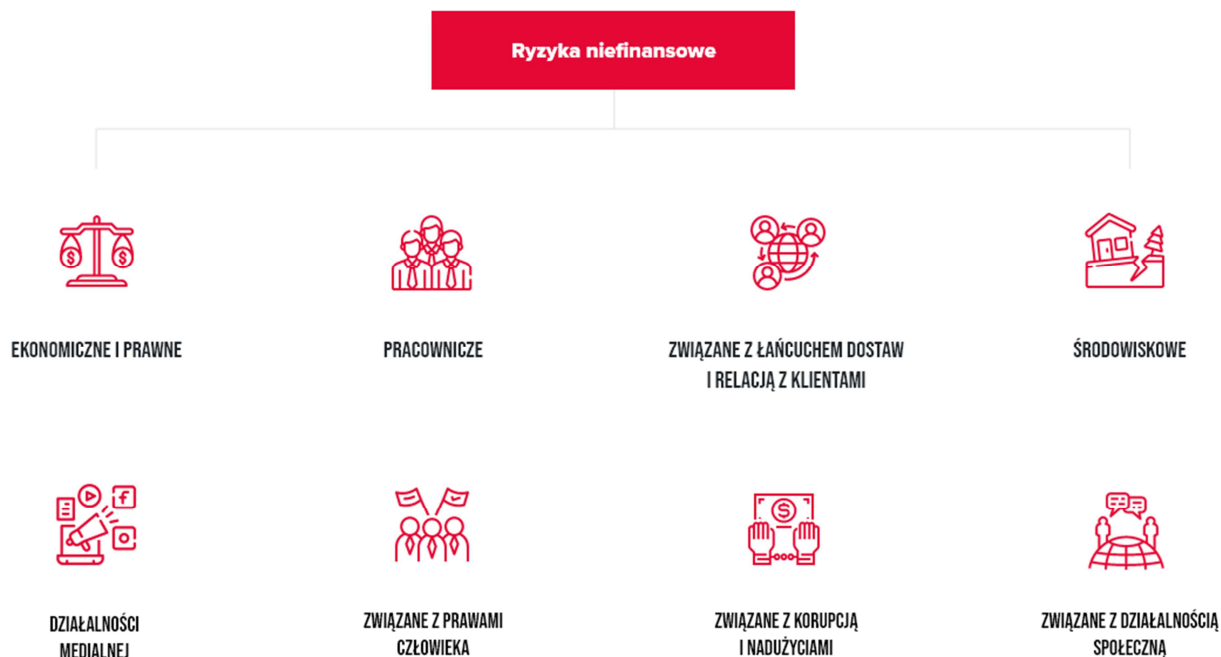 Ryzyka niefinansowe
EKONOMICZNE I PRAWNE
PRACOWNICZE
ZWIĄZANE Z ŁAŃCUCHEM DOSTAW
I RELACJĄ Z KLIENTAMI
ŚRODOWISKOWE
DZIAŁALNOŚCI
MEDIALNEJ
ZWIĄZANE Z PRAWAMI
CZŁOWIEKA
ZWIĄZANE Z KORUPCJĄ
I NADUŻYCIAMI
ZWIĄZANE Z DZIAŁALNOŚCIĄ
SPOŁECZNĄ